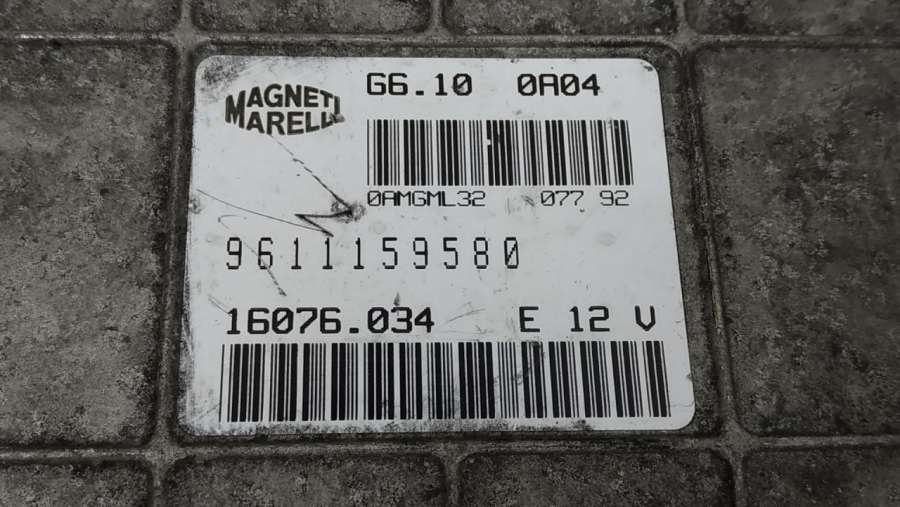 MAGNETI
MARELLI
G6.10 0A04
0AMGML32 077 92
9611159580
16076.034 E 12 V